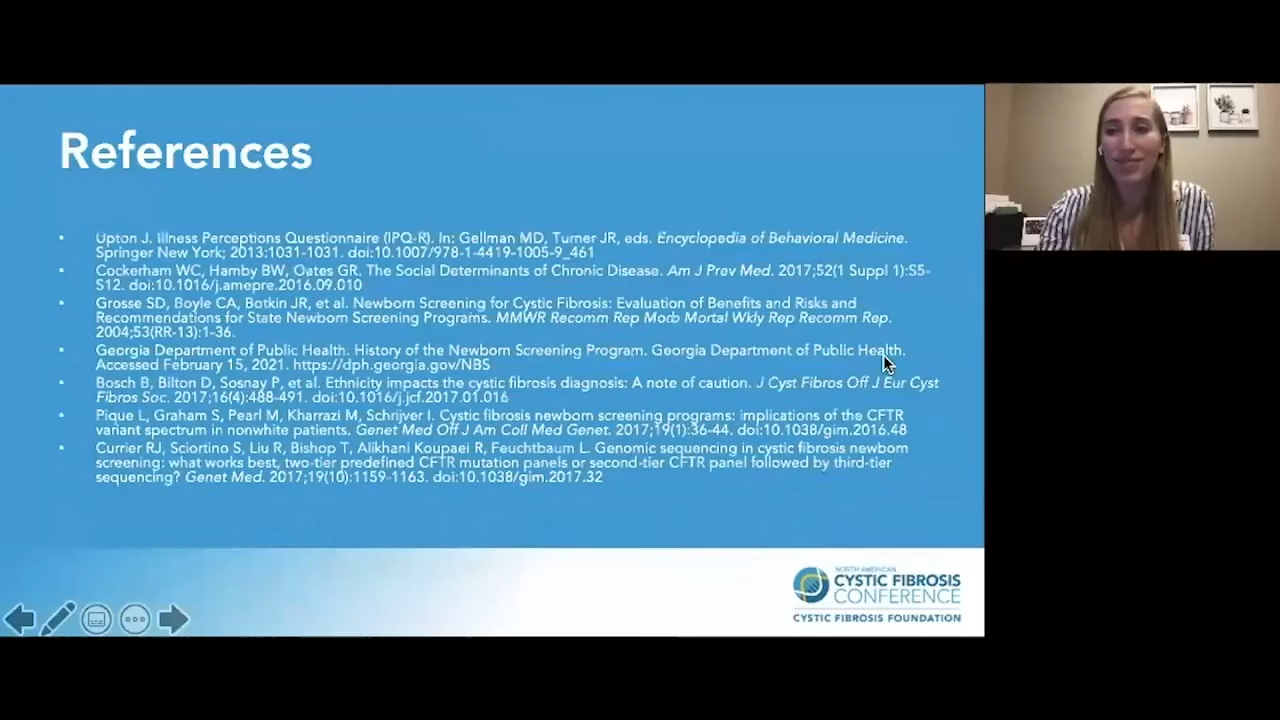 References
• Upton J. Illness Perceptions Questionnaire (IPQ-R). In: Gellman MD, Turner JR, eds. Encyclopedia of Behavioral Medicine.
Springer New York; 2013:1031-1031. doi:10.1007/978-1-4419-1005-9_461
• Cockerham WC, Hamby BW, Oates GR. The Social Determinants of Chronic Disease. Am J Prev Med. 2017;52(1 Suppl 1):S5-
S12. doi:10.1016/j.amepre.2016.09.010
• Grosse SD, Boyle CA, Botkin JR, et al. Newborn Screening for Cystic Fibrosis: Evaluation of Benefits and Risks and
Recommendations for State Newborn Screening Programs. MMWR Recomm Rep Morb Mortal Wkly Rep Recomm Rep.
2004;53(RR-13):1-36.
• Georgia Department of Public Health. History of the Newborn Screening Program. Georgia Department of Public Health.
Accessed February 15, 2021. https://dph.georgia.gov/NBS
• Bosch B, Bilton D, Sosnay P, et al. Ethnicity impacts the cystic fibrosis diagnosis: A note of caution. J Cyst Fibros Off J Eur Cyst
Fibros Soc. 2017;16(4):488-491. doi:10.1016/j.jcf.2017.01.016
• Pique L, Graham S, Pearl M, Kharrazi M, Schrijver I. Cystic fibrosis newborn screening programs: implications of the CFTR
variant spectrum in nonwhite patients. Genet Med Off J Am Coll Med Genet. 2017;19(1):36-44. doi:10.1038/gim.2016.48
• Currier RJ, Sciortino S, Liu R, Bishop T, Alikhani Koupaei R, Feuchtbaum L. Genomic sequencing in cystic fibrosis newborn
screening: what works best, two-tier predefined CFTR mutation panels or second-tier CFTR panel followed by third-tier
sequencing? Genet Med. 2017;19(10):1159-1163. doi:10.1038/gim.2017.32
NORTH AMERICAN
CYSTIC FIBROSIS
CONFERENCE
CYSTIC FIBROSIS FOUNDATION